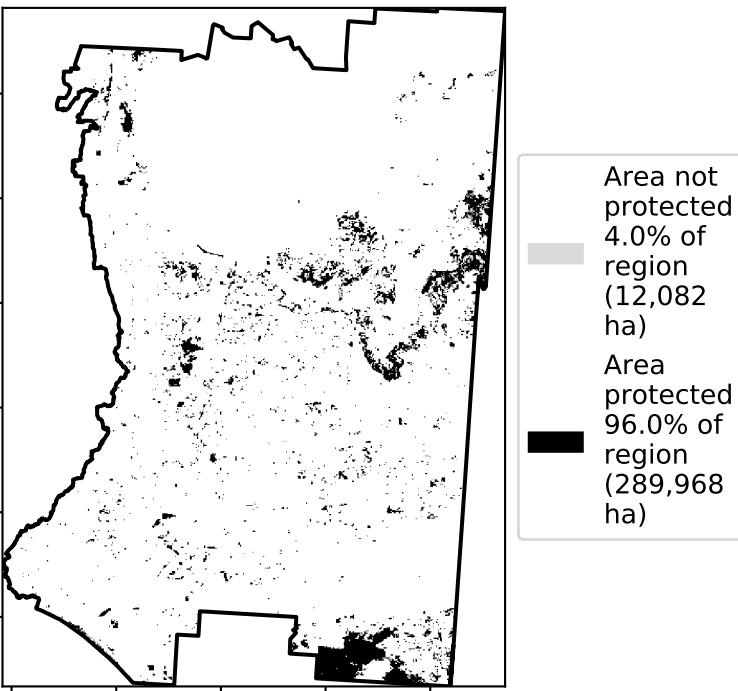 Area not
protected
4.0% of
region
(12,082
ha)
Area
protected
96.0% of
region
(289,968
ha)